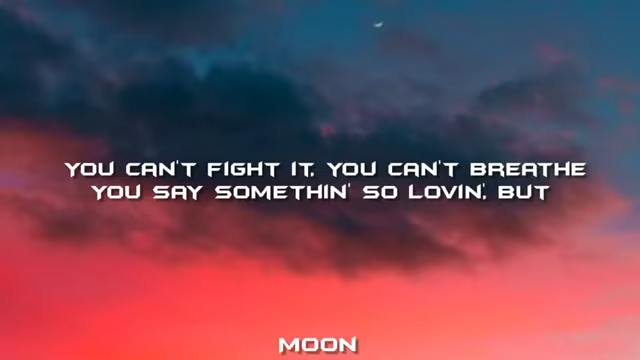 YOU CAN'T FIGHT IT, YOU CAN'T BREATHE
YOU SAY SOMETHIN' SO LOVIN', BUT
MOON